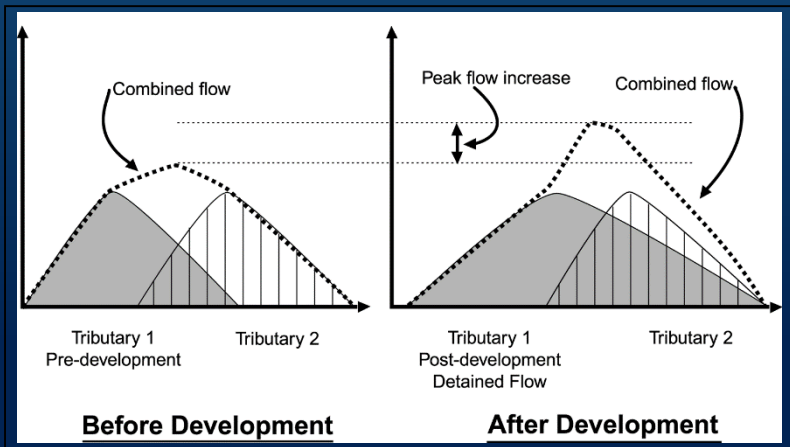 Combined flow
Tributary 1
Pre-development
Tributary 2
Before Development
Peak flow increase
Combined flow
Tributary 1
Post-development
Detained Flow
Tributary 2
After Development